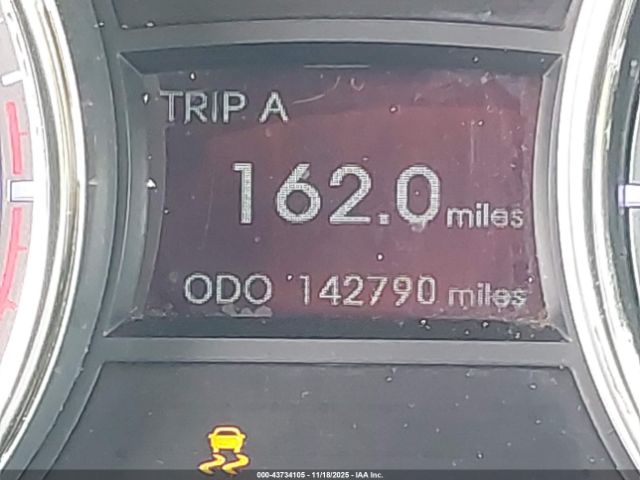 TRIP A
162.0 miles
ODO 142790 miles
000-43734105 - 11/18/2025 - IAA Inc.